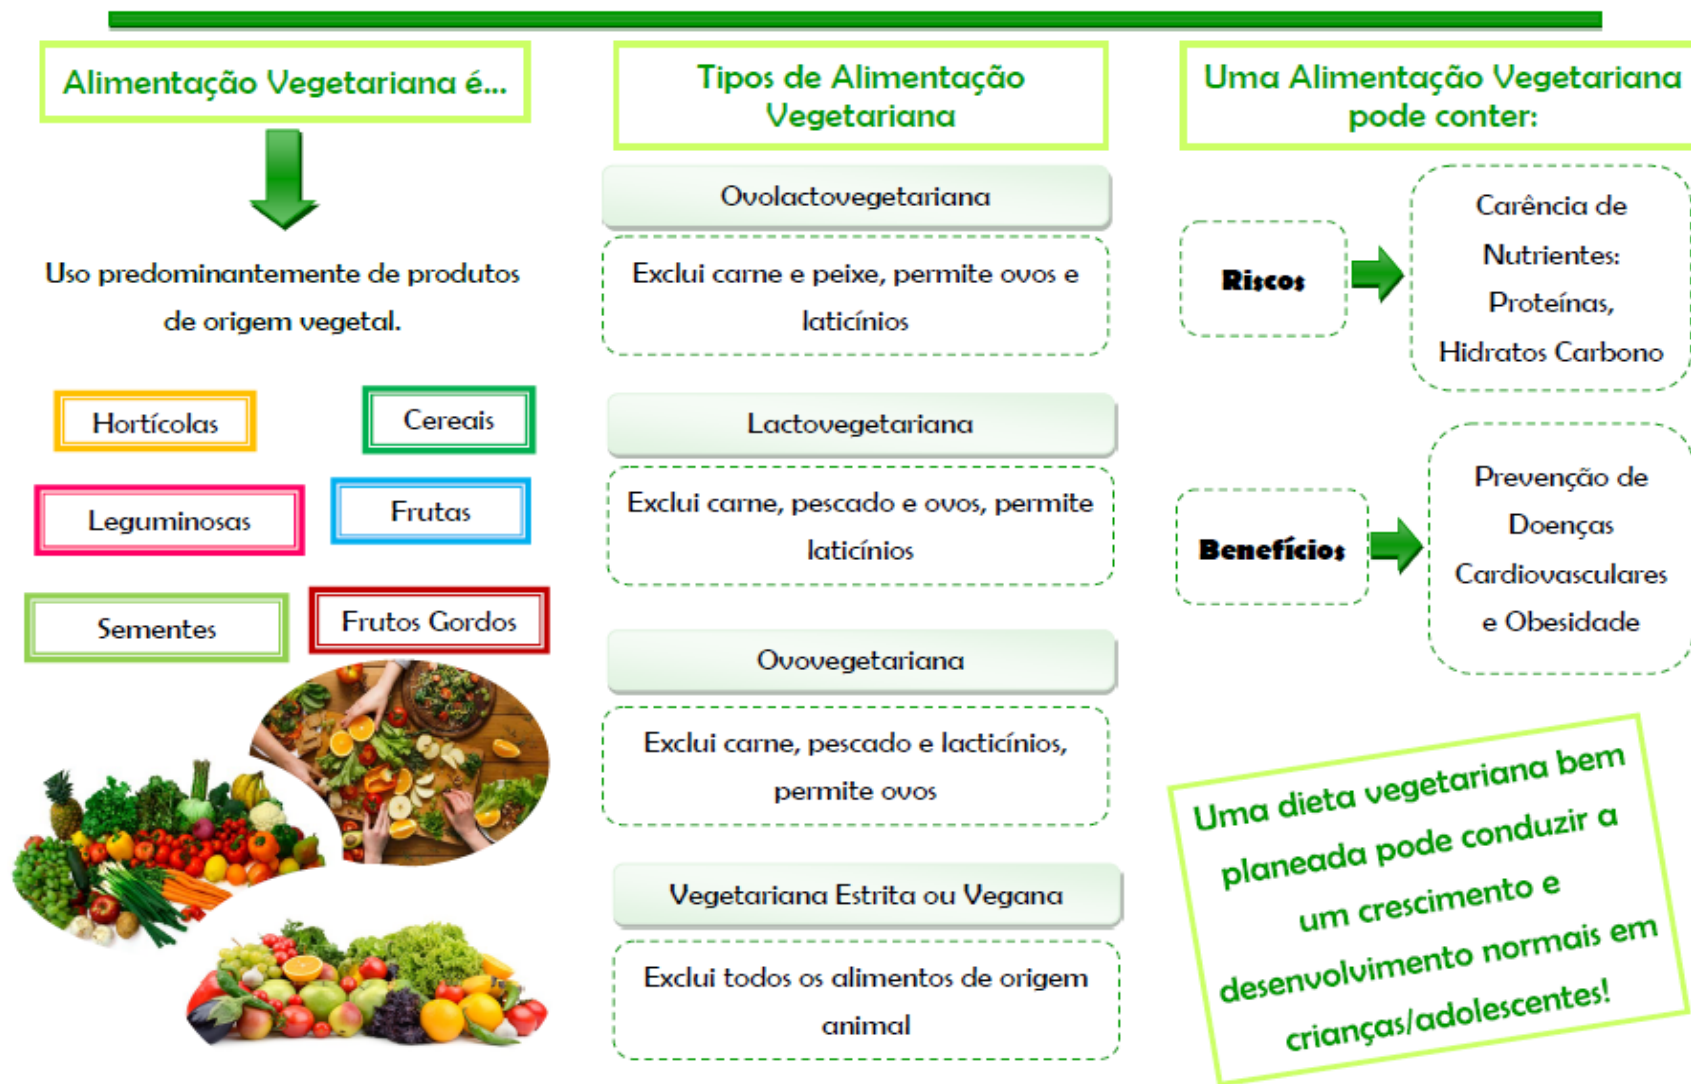 Alimentação Vegetariana é...
Uso predominantemente de produtos
de origem vegetal.
Hortícolas
Cereais
Leguminosas
Frutas
Sementes
Frutos Gordos
Tipos de Alimentação
Vegetariana
Ovolactovegetariana
Exclui carne e peixe, permite ovos e
laticínios
Lactovegetariana
Exclui carne, pescado e ovos, permite
laticínios
Ovovegetariana
Exclui carne, pescado e lacticínios,
permite ovos
Vegetariana Estrita ou Vegana
Exclui todos os alimentos de origem
animal
Uma Alimentação Vegetariana
pode conter:
Riscos
Carência de
Nutrientes:
Proteínas,
Hidratos Carbono
Benefícios
Prevenção de
Doenças
Cardiovasculares
e Obesidade
Uma dieta vegetariana bem
planeada pode conduzir a
um crescimento e
desenvolvimento normais em
crianças/adolescentes!